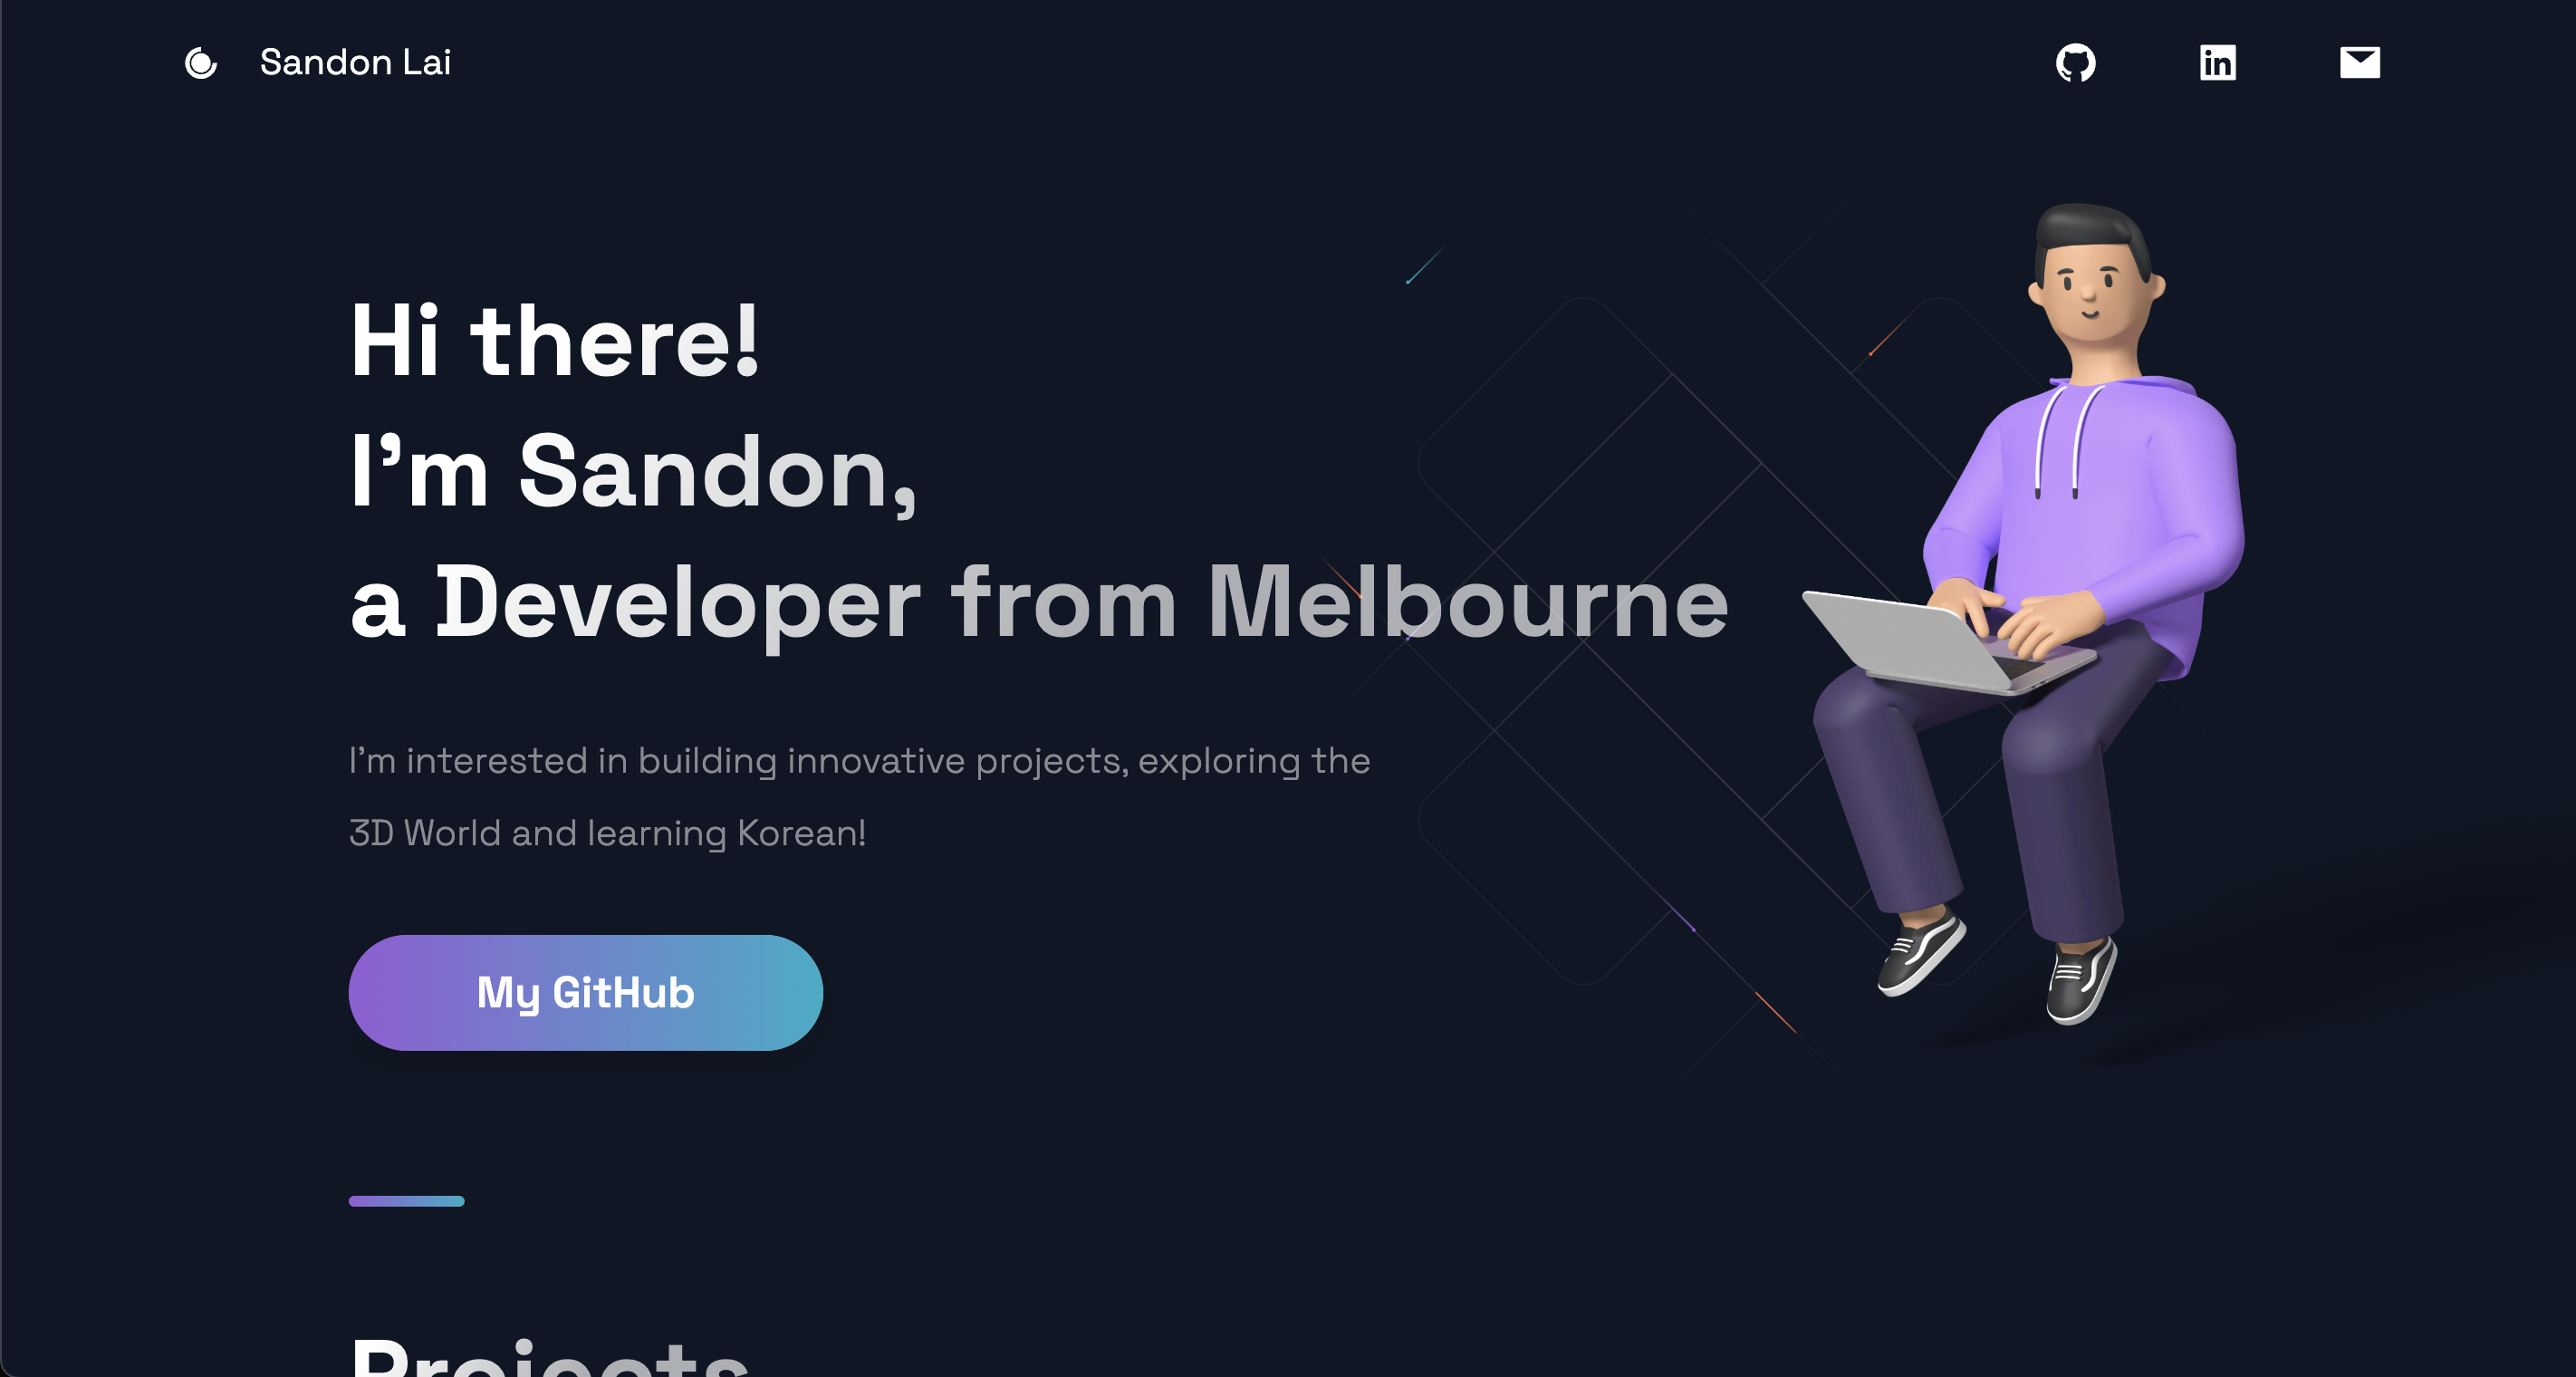 Sandon Lai
Hi there!
I'm Sandon,
a Developer from Melbourne
I'm interested in building innovative projects, exploring the
3D World and learning Korean!
My GitHub
Projects